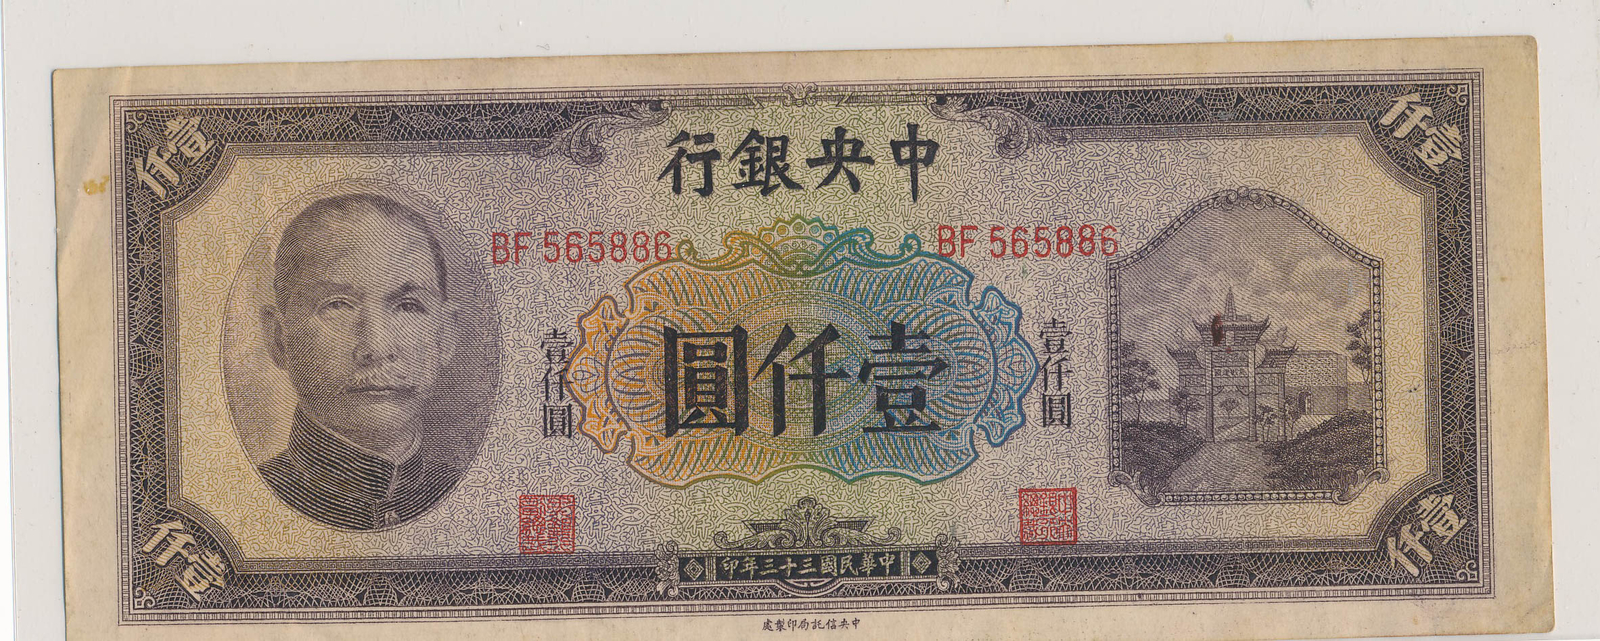 中央銀行
BF 565886 BF 565886
壹仟圓
壹仟圓
壹仟圓
壹仟
壹仟
壹仟
壹仟
中華民國三十三年印
中央信託局印製處